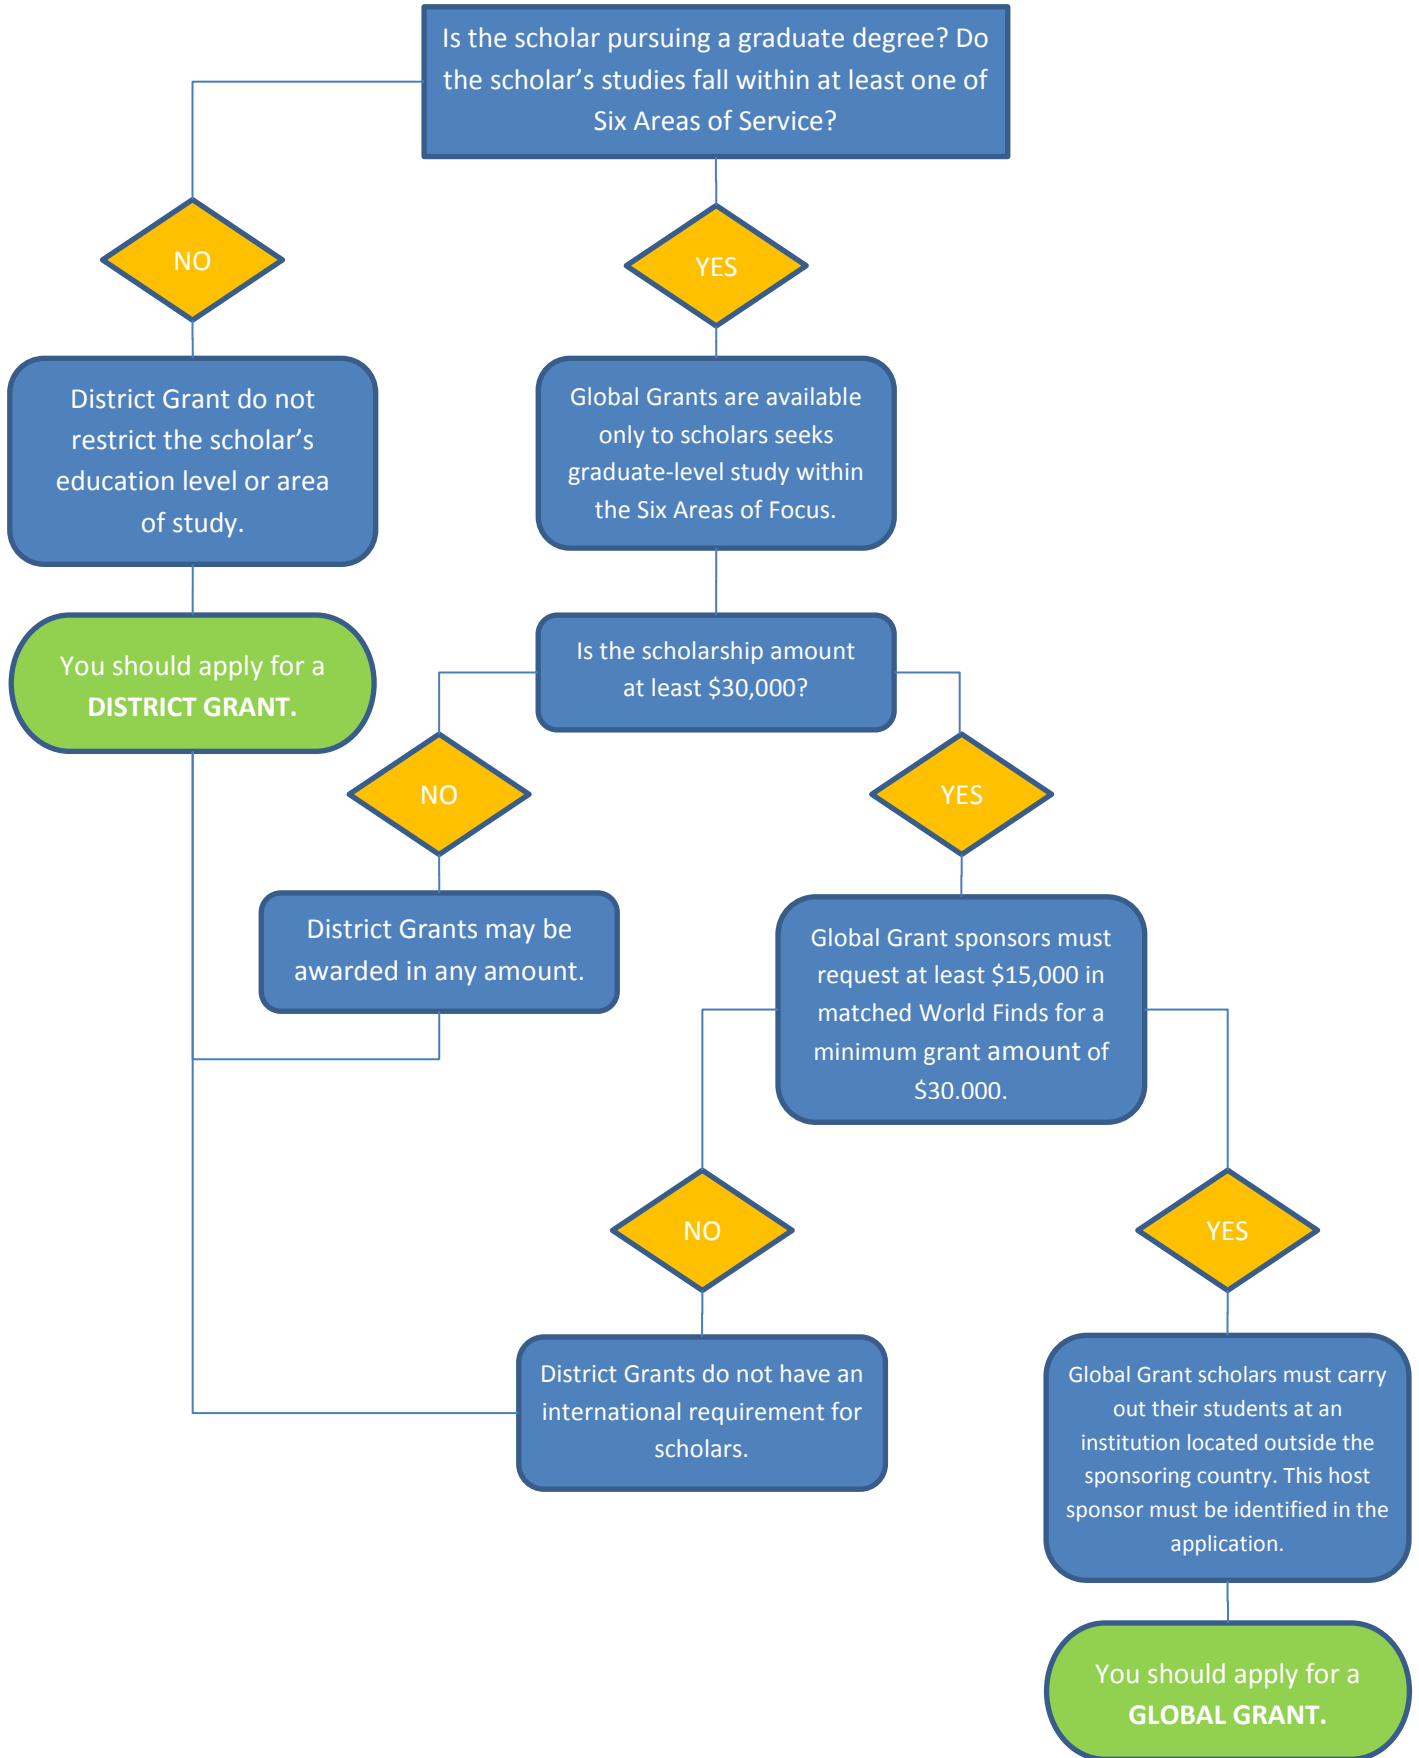 Is the scholar pursuing a graduate degree? Do
the scholar’s studies fall within at least one of
Six Areas of Service?
NO
YES
District Grant do not
restrict the scholar’s
education level or area
of study.
Global Grants are available
only to scholars seeks
graduate-level study within
the Six Areas of Focus.
You should apply for a
DISTRICT GRANT.
Is the scholarship amount
at least $30,000?
NO
YES
District Grants may be
awarded in any amount.
Global Grant sponsors must
request at least $15,000 in
matched World Finds for a
minimum grant amount of
$30.000.
NO
YES
District Grants do not have an
international requirement for
scholars.
Global Grant scholars must carry
out their students at an
institution located outside the
sponsoring country. This host
sponsor must be identified in the
application.
You should apply for a
GLOBAL GRANT.